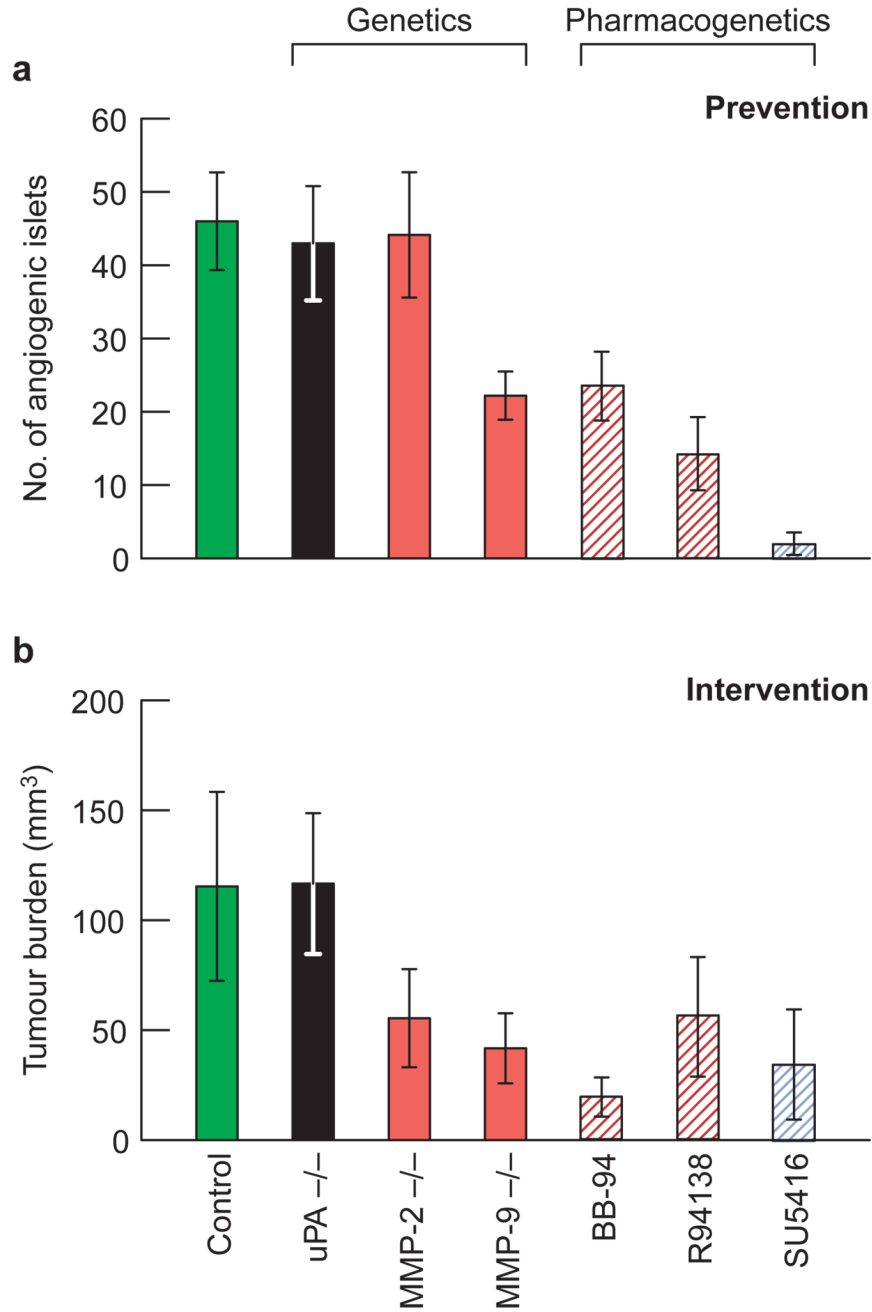 Genetics
Pharmacogenetics
a
Prevention
No. of angiogenic islets
60
50
40
30
20
10
0
b
Intervention
Tumour burden (mm³)
200
150
100
50
0
Control
uPA –/–
MMP-2 –/–
MMP-9 –/–
BB-94
R94138
SU5416